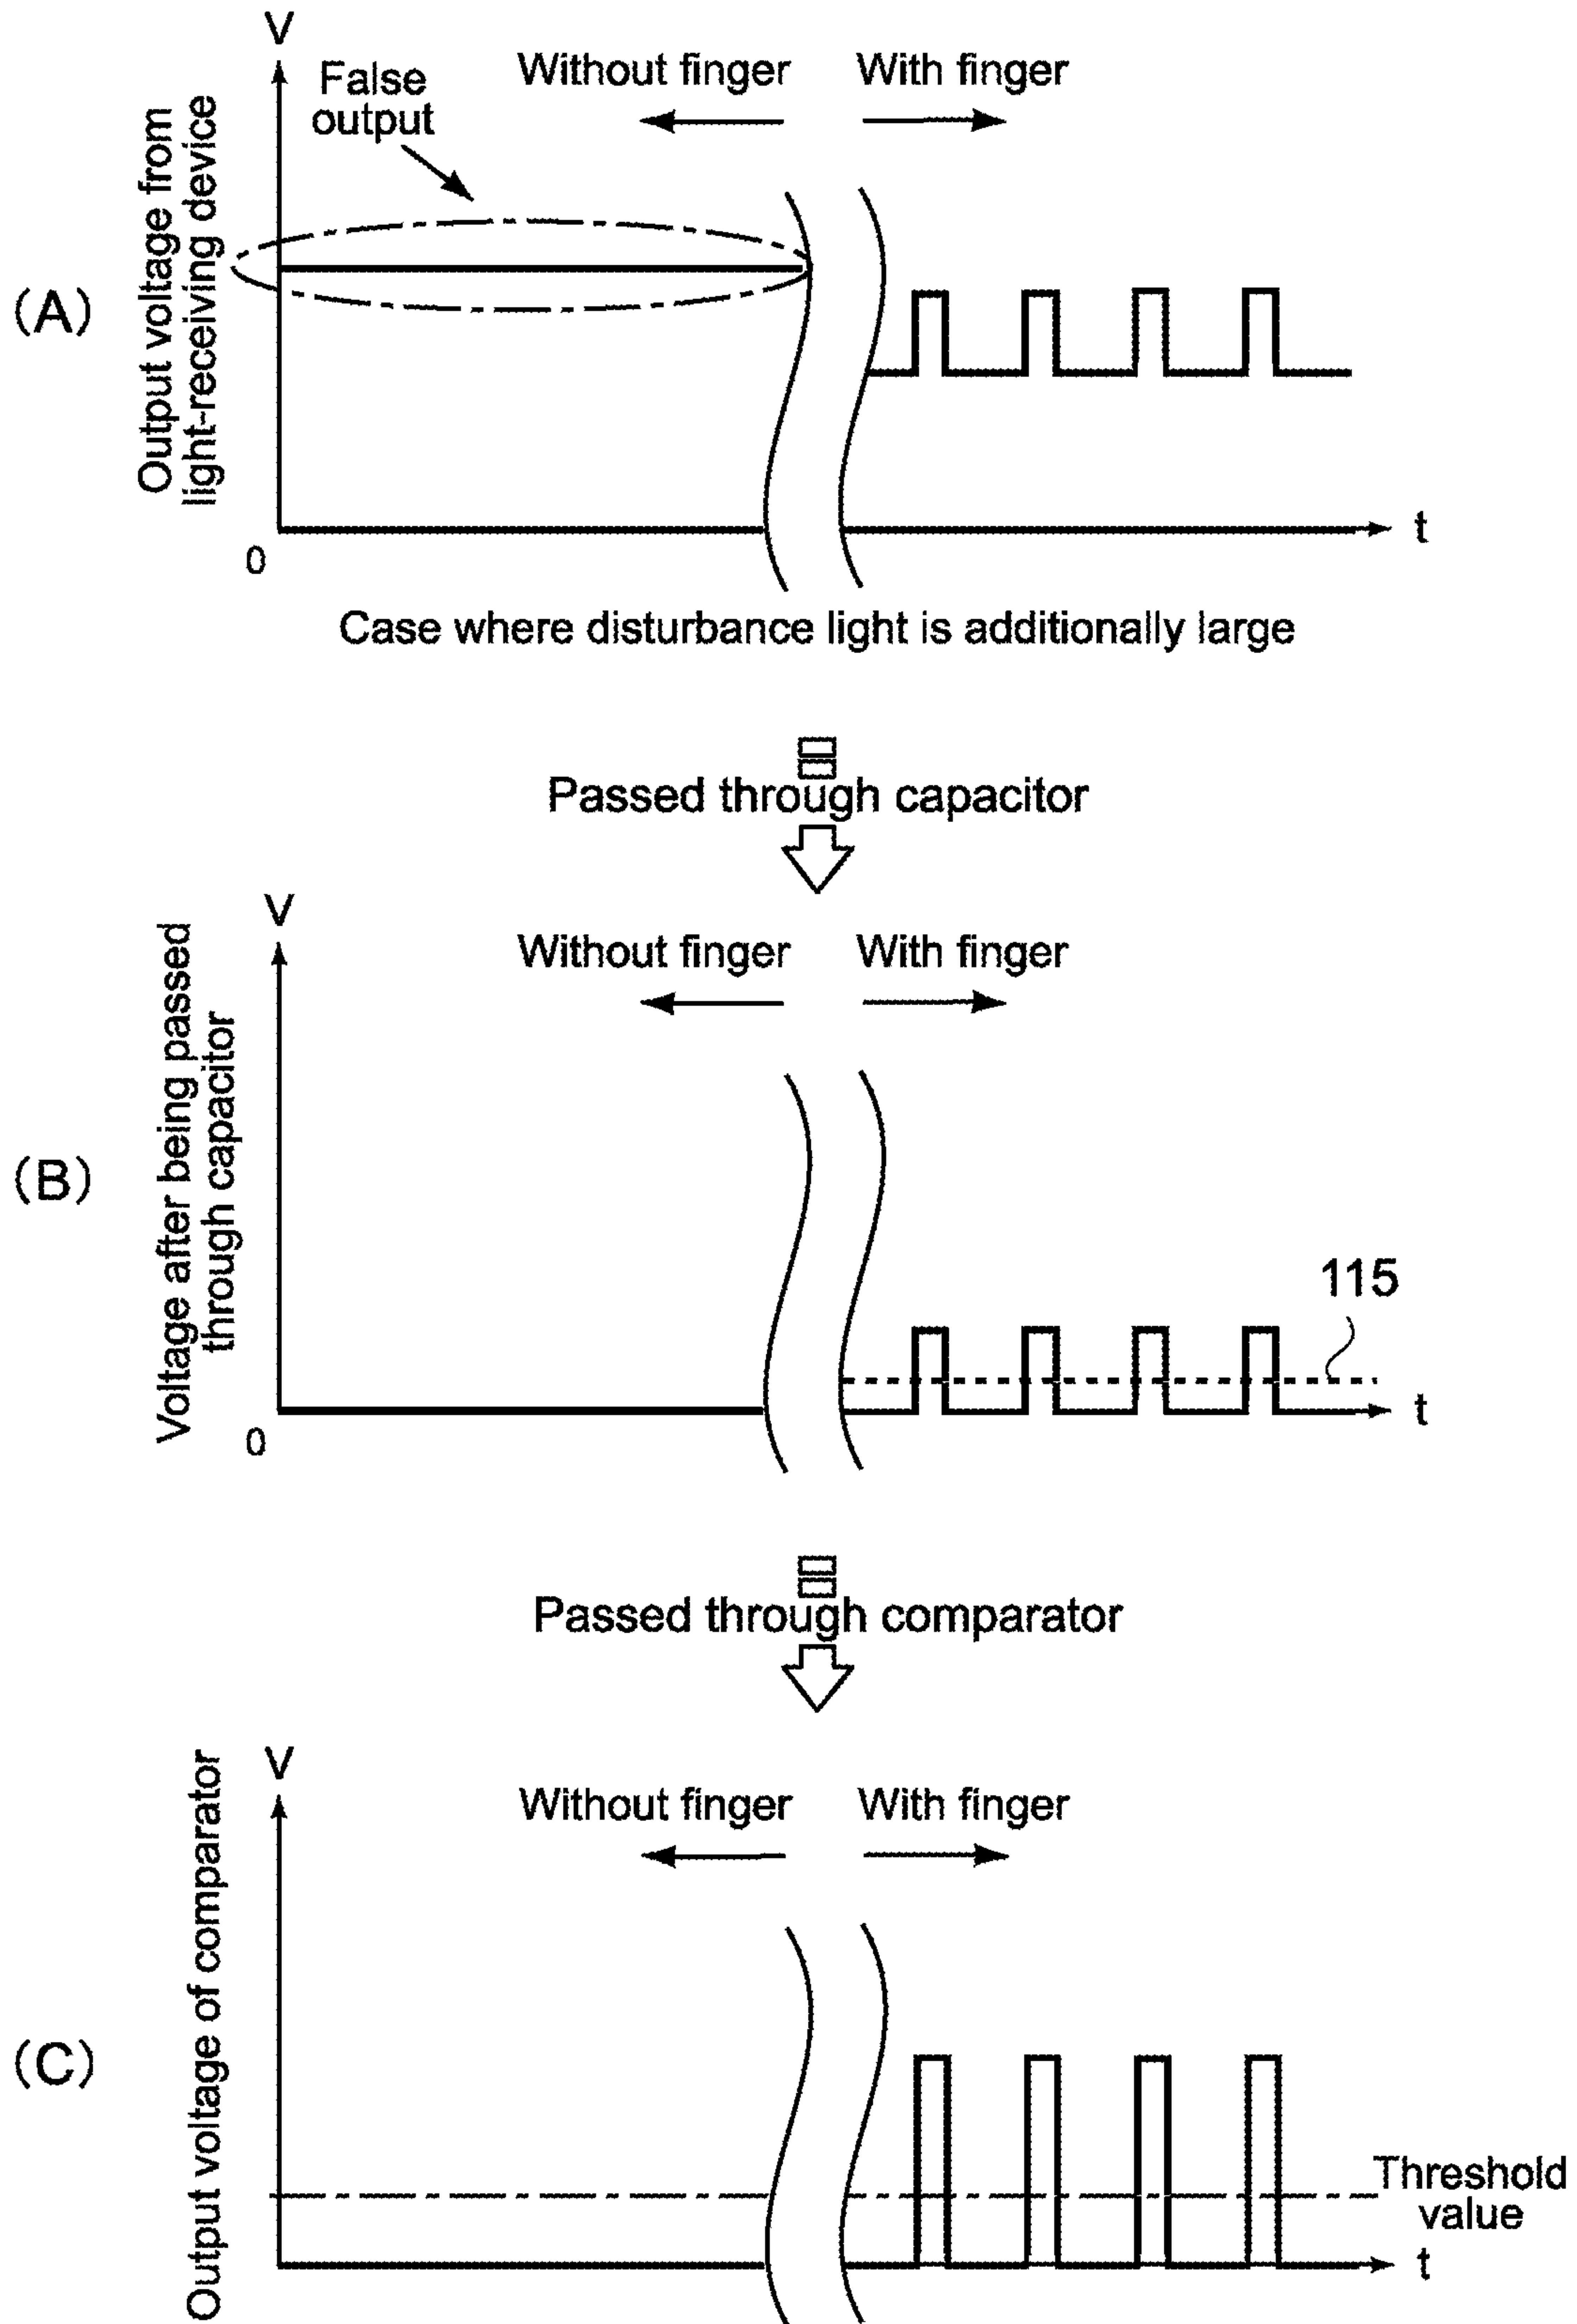 V
False
output
Without finger
With finger
Output voltage from
light-receiving device
(A)
0
t
Case where disturbance light is additionally large
Passed through capacitor
V
Without finger
With finger
Voltage after being passed
through capacitor
(B)
115
0
t
Passed through comparator
V
Without finger
With finger
Output voltage of comparator
(C)
Threshold
value
t